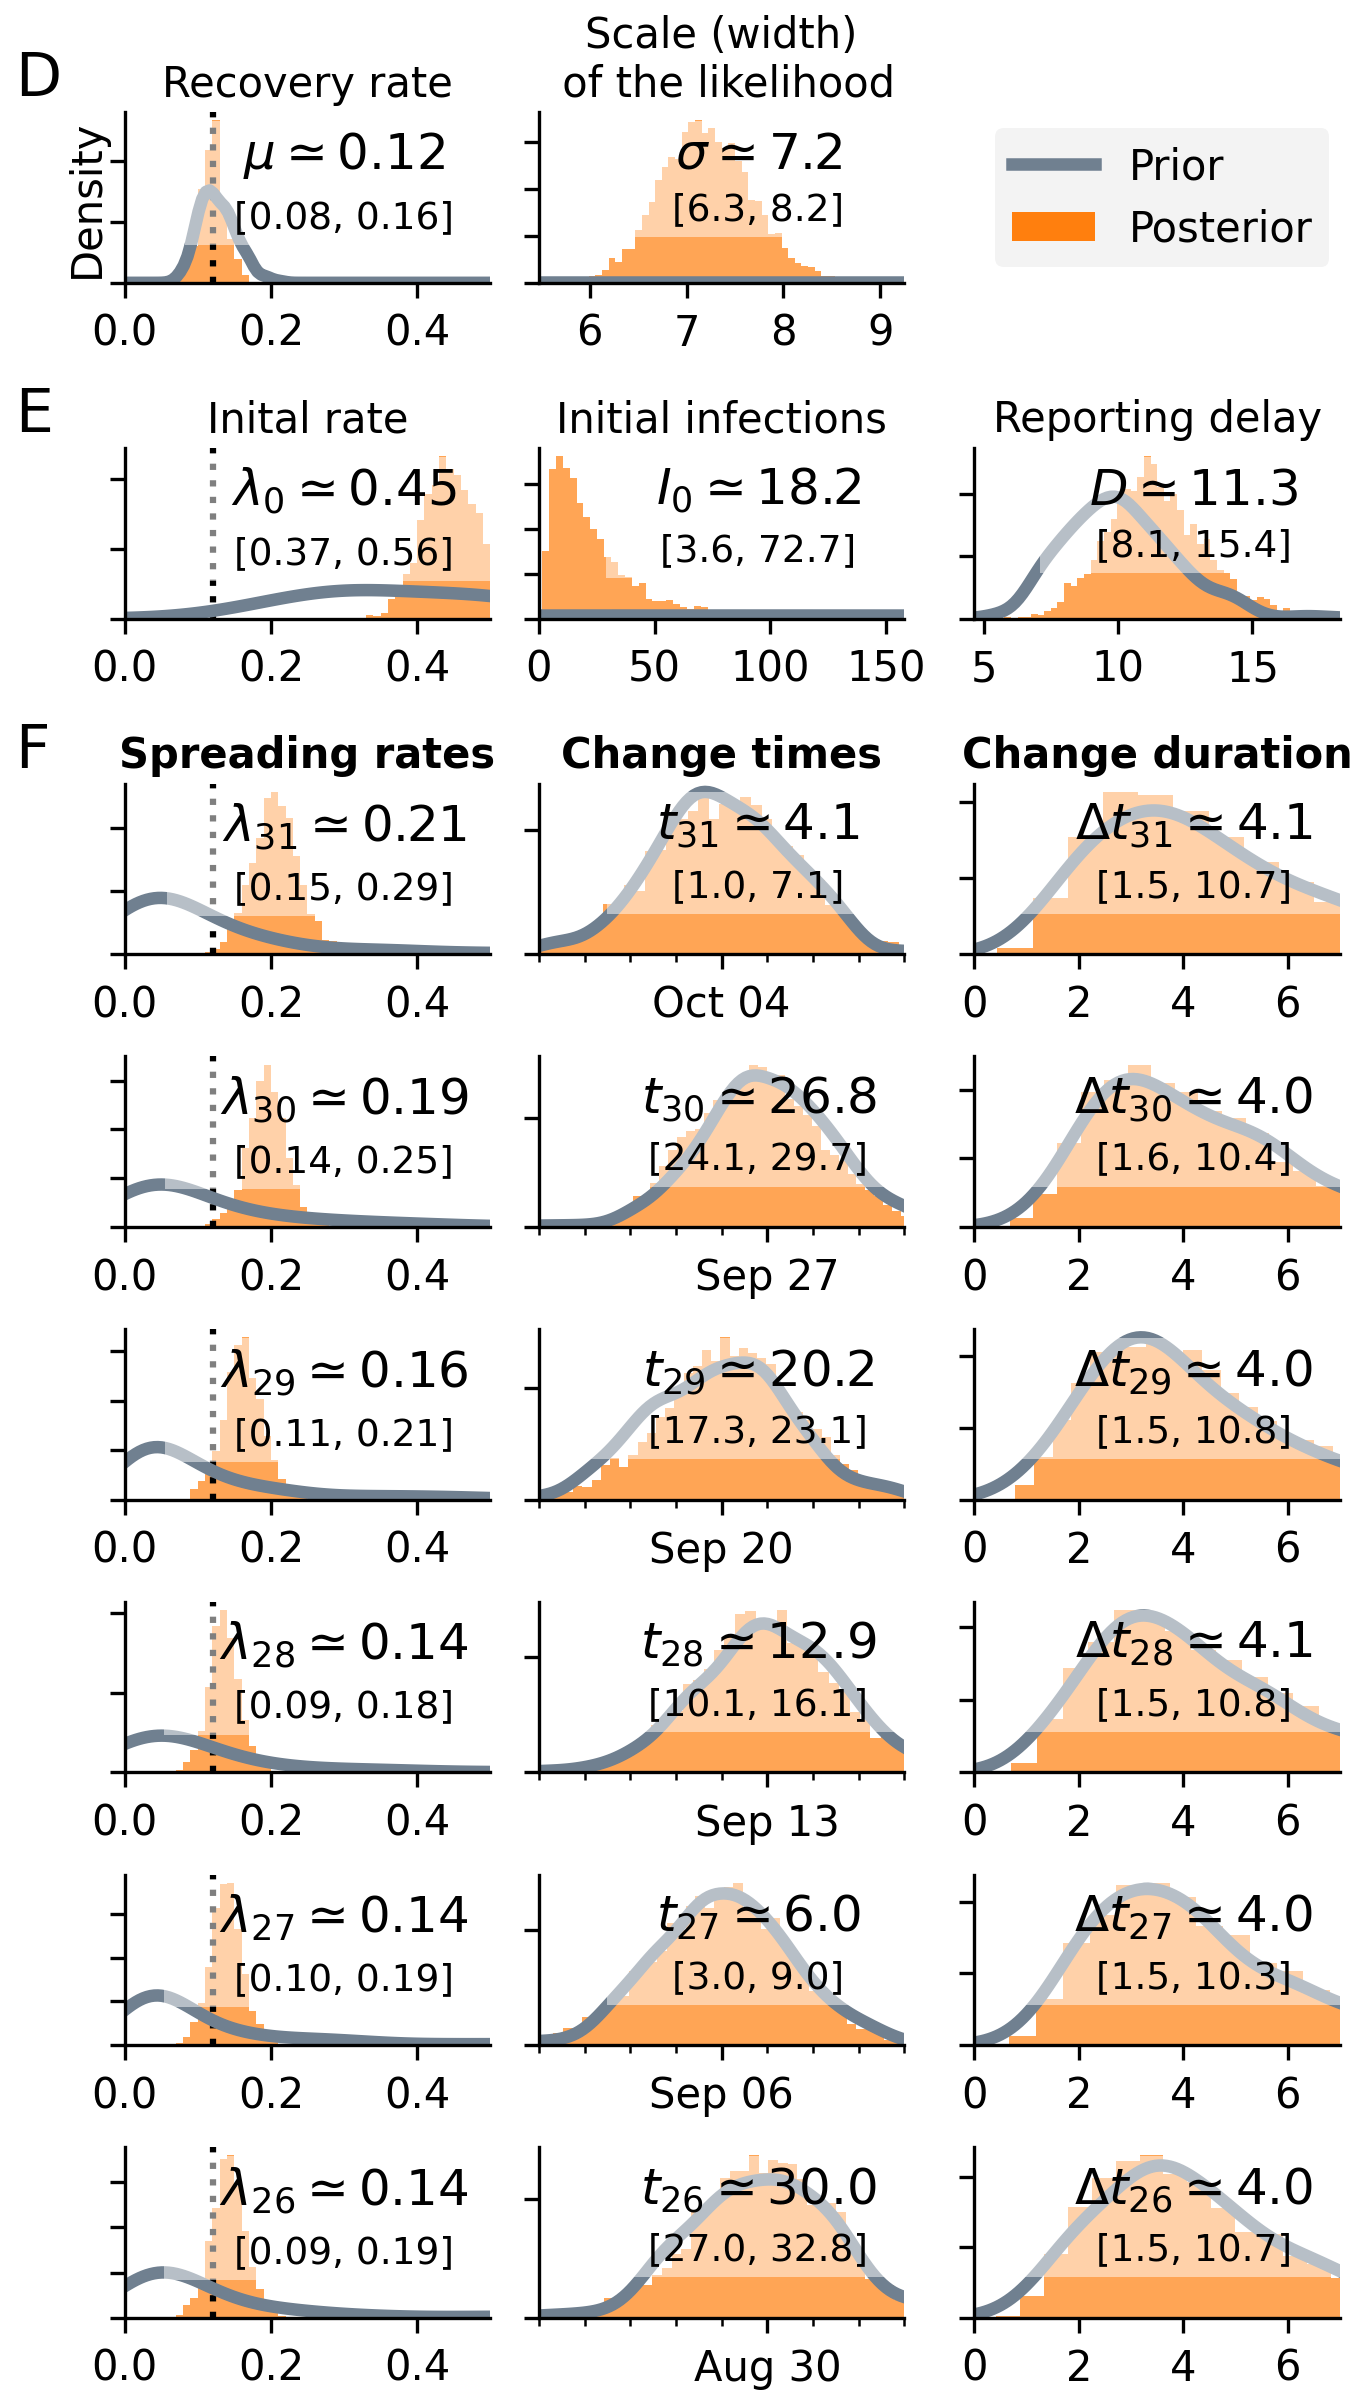 D
Recovery rate
Scale (width)
of the likelihood
Density
μ ≃ 0.12
[0.08, 0.16]
0.0 0.2 0.4
σ ≃ 7.2
[6.3, 8.2]
6 7 8 9
Prior
Posterior
E
Inital rate
λ0 ≃ 0.45
[0.37, 0.56]
0.0 0.2 0.4
Initial infections
I0 ≃ 18.2
[3.6, 72.7]
0 50 100 150
Reporting delay
D ≃ 11.3
[8.1, 15.4]
5 10 15
F
Spreading rates
Change times
Change duration
λ31 ≃ 0.21
[0.15, 0.29]
0.0 0.2 0.4
t31 ≃ 4.1
[1.0, 7.1]
Oct 04
Δt31 ≃ 4.1
[1.5, 10.7]
0 2 4 6
λ30 ≃ 0.19
[0.14, 0.25]
0.0 0.2 0.4
t30 ≃ 26.8
[24.1, 29.7]
Sep 27
Δt30 ≃ 4.0
[1.6, 10.4]
0 2 4 6
λ29 ≃ 0.16
[0.11, 0.21]
0.0 0.2 0.4
t29 ≃ 20.2
[17.3, 23.1]
Sep 20
Δt29 ≃ 4.0
[1.5, 10.8]
0 2 4 6
λ28 ≃ 0.14
[0.09, 0.18]
0.0 0.2 0.4
t28 ≃ 12.9
[10.1, 16.1]
Sep 13
Δt28 ≃ 4.1
[1.5, 10.8]
0 2 4 6
λ27 ≃ 0.14
[0.10, 0.19]
0.0 0.2 0.4
t27 ≃ 6.0
[3.0, 9.0]
Sep 06
Δt27 ≃ 4.0
[1.5, 10.3]
0 2 4 6
λ26 ≃ 0.14
[0.09, 0.19]
0.0 0.2 0.4
t26 ≃ 30.0
[27.0, 32.8]
Aug 30
Δt26 ≃ 4.0
[1.5, 10.7]
0 2 4 6